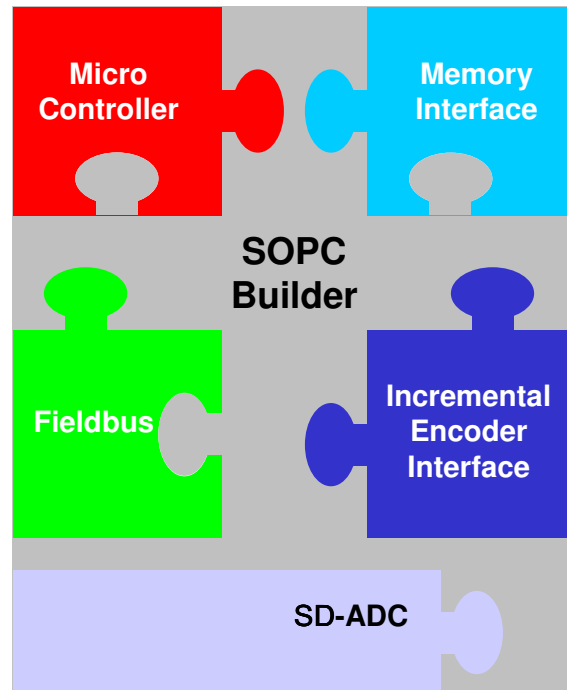 Micro
Controller
Memory
Interface
SOPC
Builder
Fieldbus
Incremental
Encoder
Interface
SD-ADC